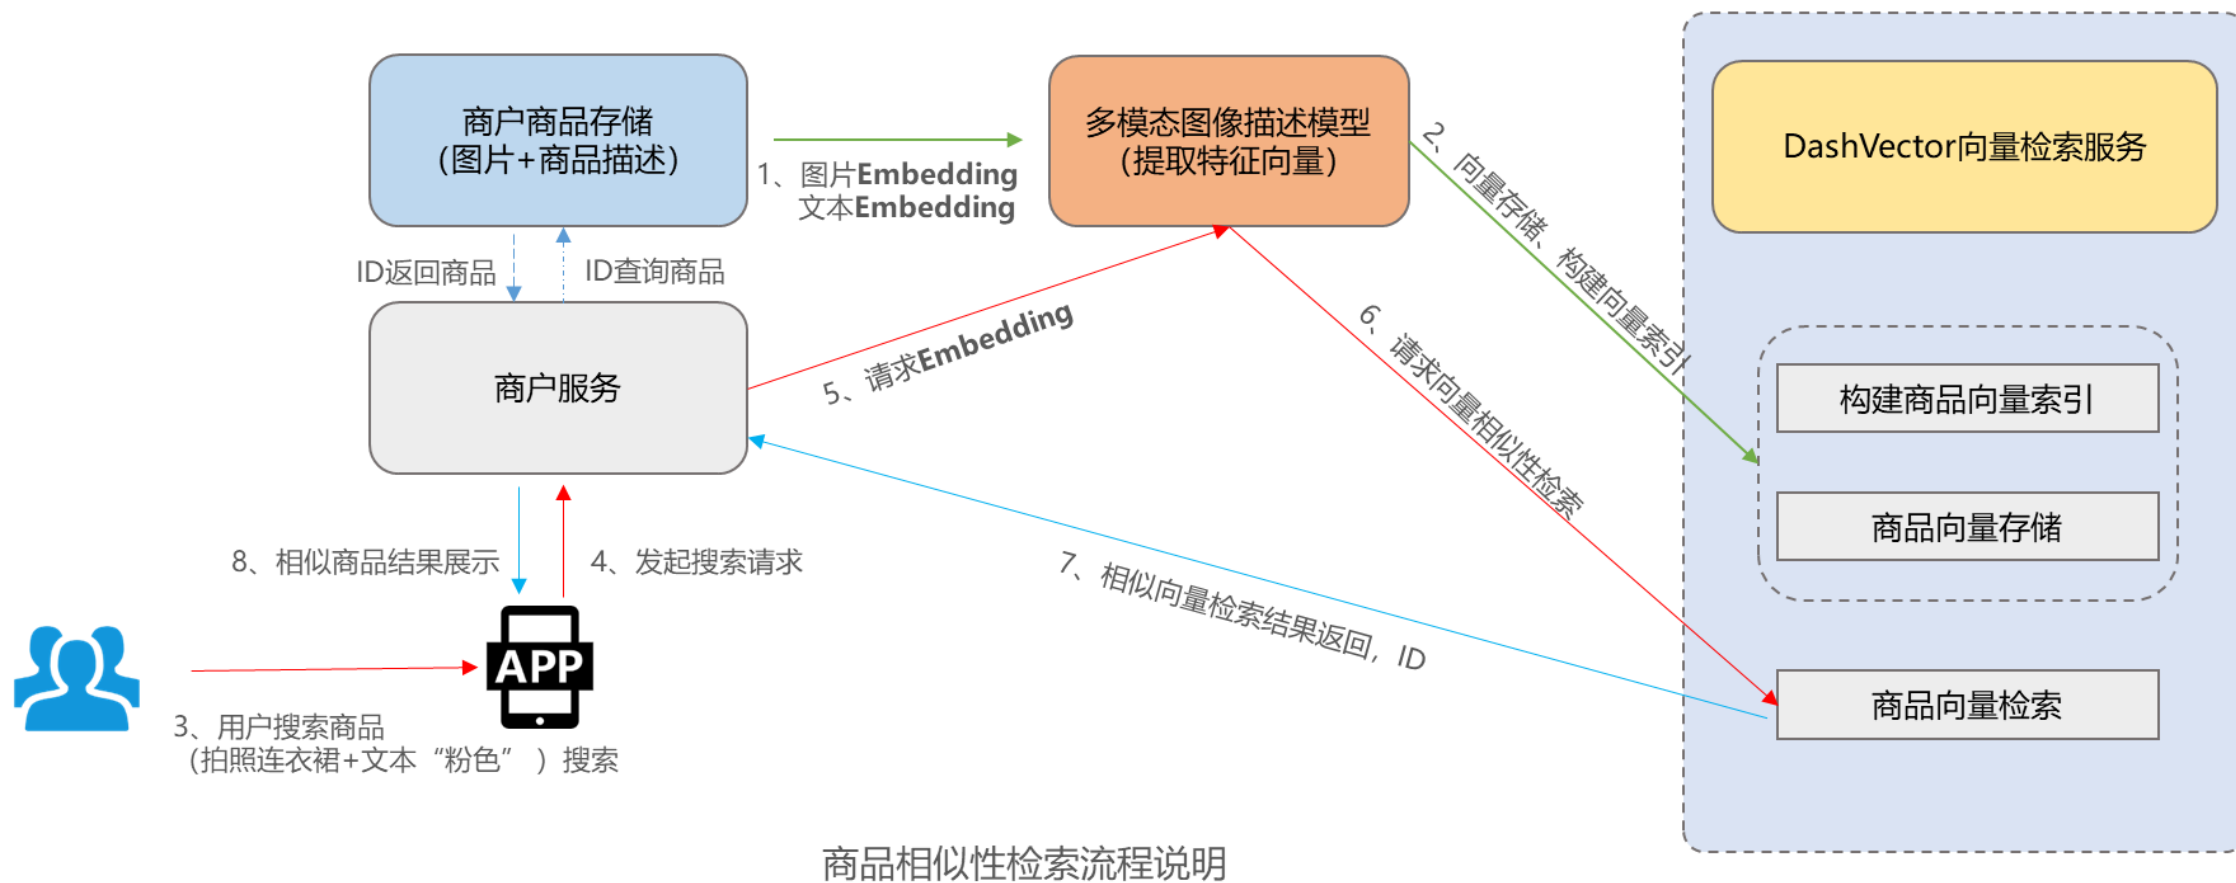 商户商品存储
（图片+商品描述）
多模态图像描述模型
（提取特征向量）
DashVector向量检索服务
1、图片Embedding
文本Embedding
2、向量存储、构建向量索引
ID返回商品
ID查询商品
商户服务
5、请求Embedding
6、请求向量相似性检索
构建商品向量索引
商品向量存储
8、相似商品结果展示
4、发起搜索请求
7、相似向量检索结果返回，ID
APP
商品向量检索
3、用户搜索商品
（拍照连衣裙+文本“粉色” ）搜索
商品相似性检索流程说明